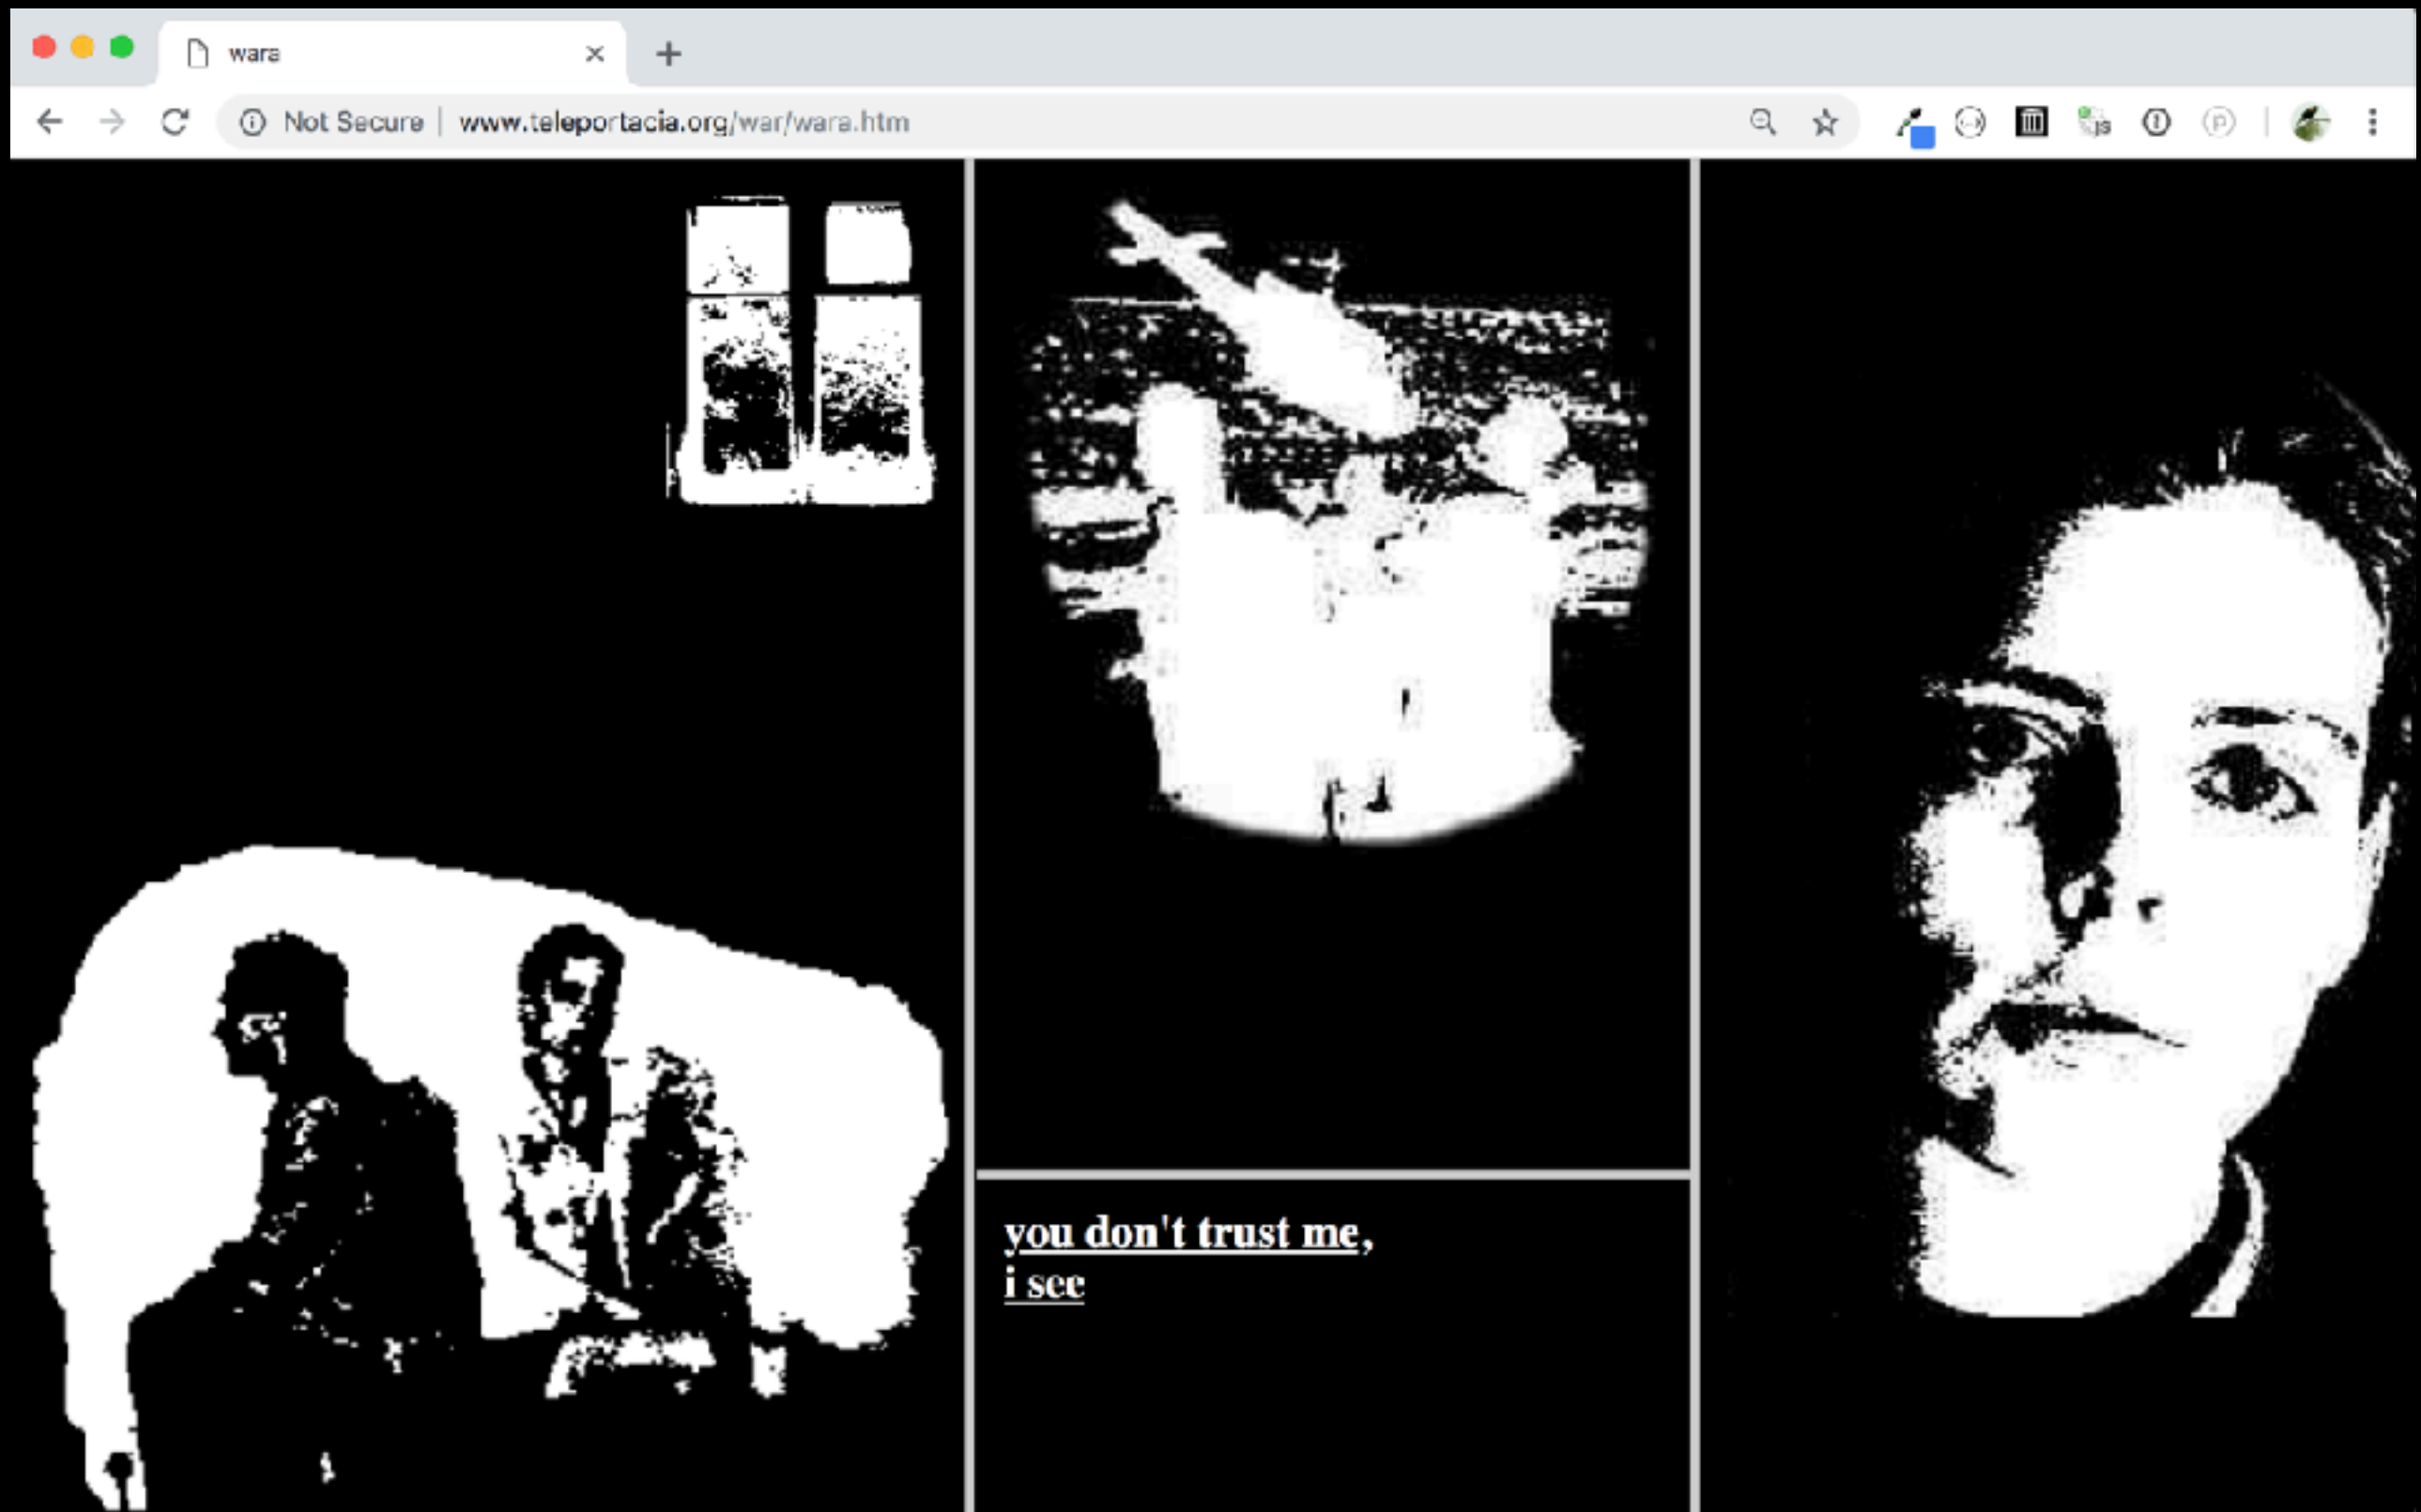 wara
Not Secure | www.teleportacia.org/war/wara.htm
you don't trust me,
i see